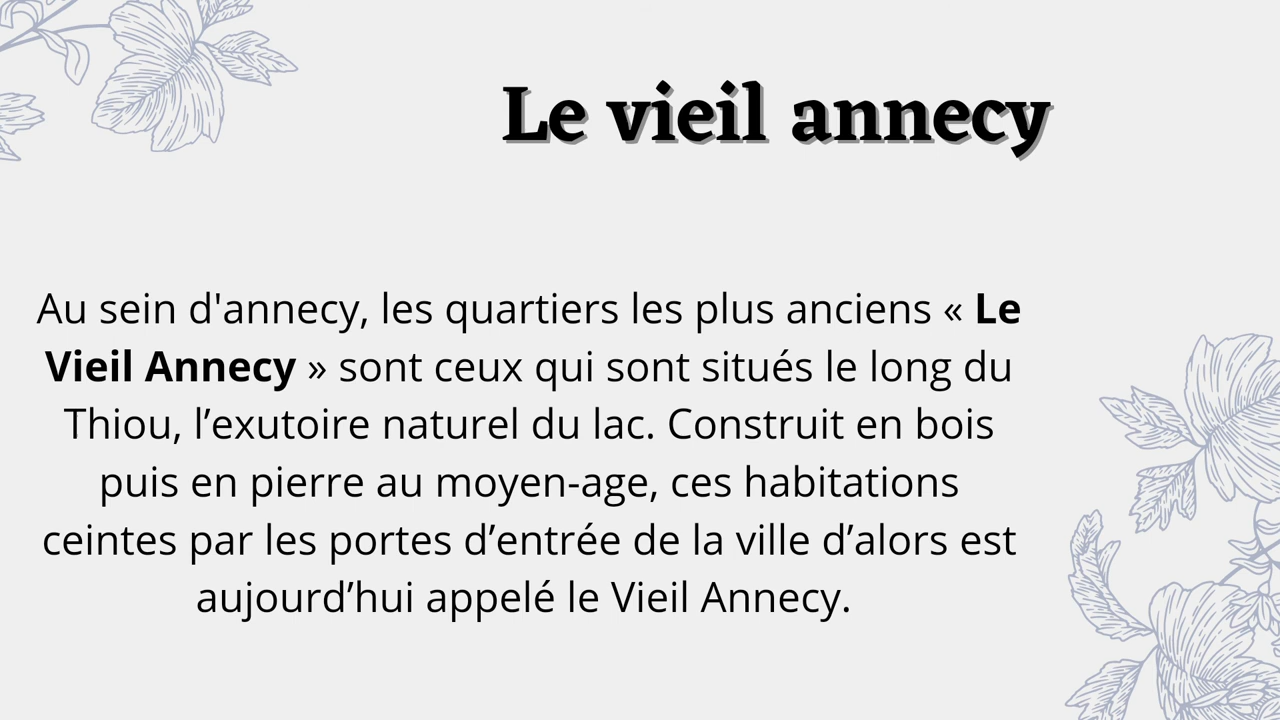 Le vieil annecy
Au sein d'annecy, les quartiers les plus anciens « Le
Vieil Annecy » sont ceux qui sont situés le long du
Thiou, l’exutoire naturel du lac. Construit en bois
puis en pierre au moyen-age, ces habitations
ceintes par les portes d’entrée de la ville d’alors est
aujourd’hui appelé le Vieil Annecy.